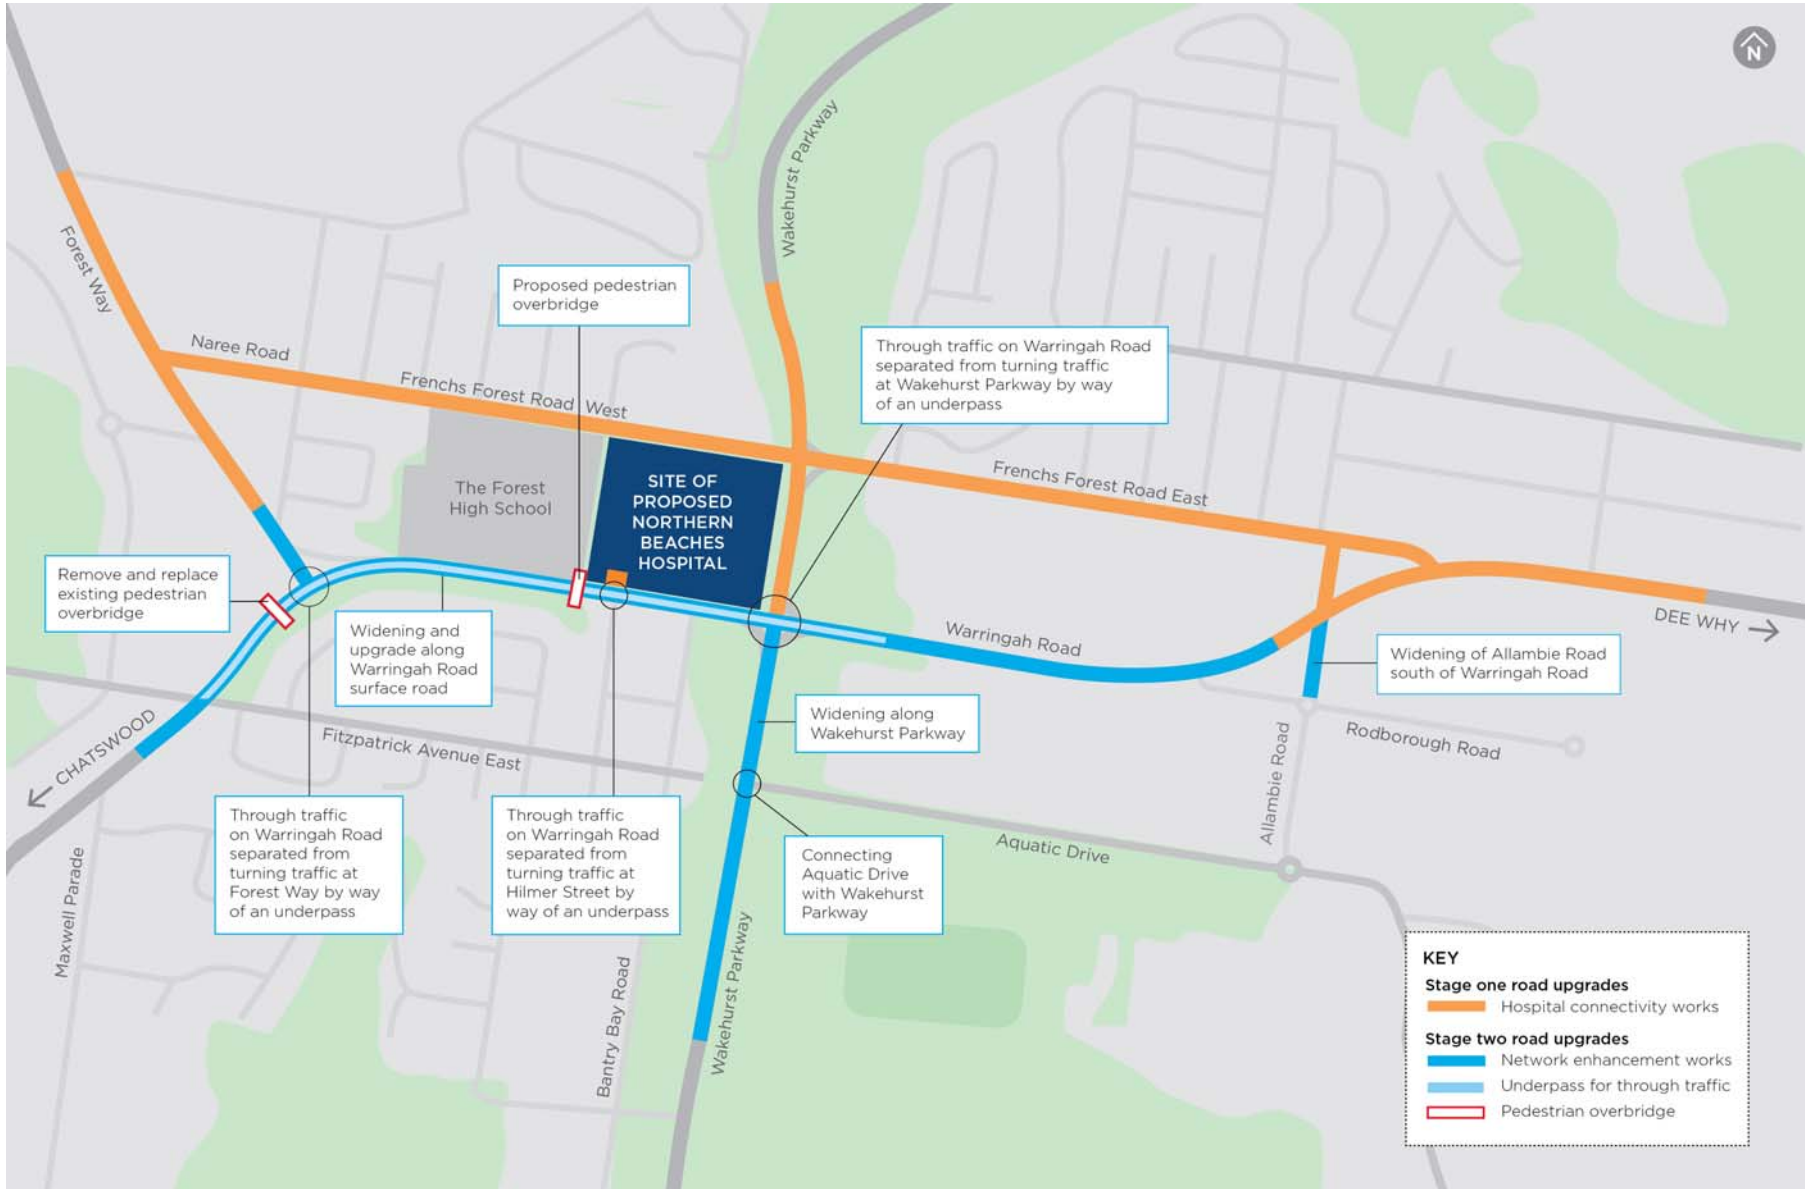 N
Wakehurst Parkway
Forest Way
Proposed pedestrian
overbridge
Naree Road
Frenchs Forest Road West
Through traffic on Warringah Road
separated from turning traffic
at Wakehurst Parkway by way
of an underpass
The Forest
High School
SITE OF
PROPOSED
NORTHERN
BEACHES
HOSPITAL
Frenchs Forest Road East
Remove and replace
existing pedestrian
overbridge
Widening and
upgrade along
Warringah Road
surface road
Warringah Road
DEE WHY
Widening of Allambie Road
south of Warringah Road
Widening along
Wakehurst Parkway
CHATSWOOD
Fitzpatrick Avenue East
Rodborough Road
Allambie Road
Through traffic
on Warringah Road
separated from
turning traffic at
Forest Way by way
of an underpass
Through traffic
on Warringah Road
separated from
turning traffic at
Hilmer Street by
way of an underpass
Connecting
Aquatic Drive
with Wakehurst
Parkway
Aquatic Drive
Maxwell Parade
Bantry Bay Road
Wakehurst Parkway
KEY
Stage one road upgrades
Hospital connectivity works
Stage two road upgrades
Network enhancement works
Underpass for through traffic
Pedestrian overbridge